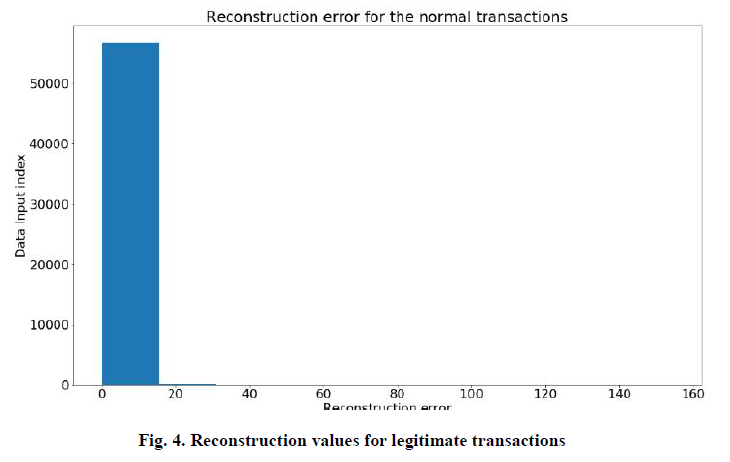 Reconstruction error for the normal transactions
50000
40000
30000
20000
10000
0
Data Input index
0 20 40 60 80 100 120 140 160
Reconstruction error
Fig. 4. Reconstruction values for legitimate transactions